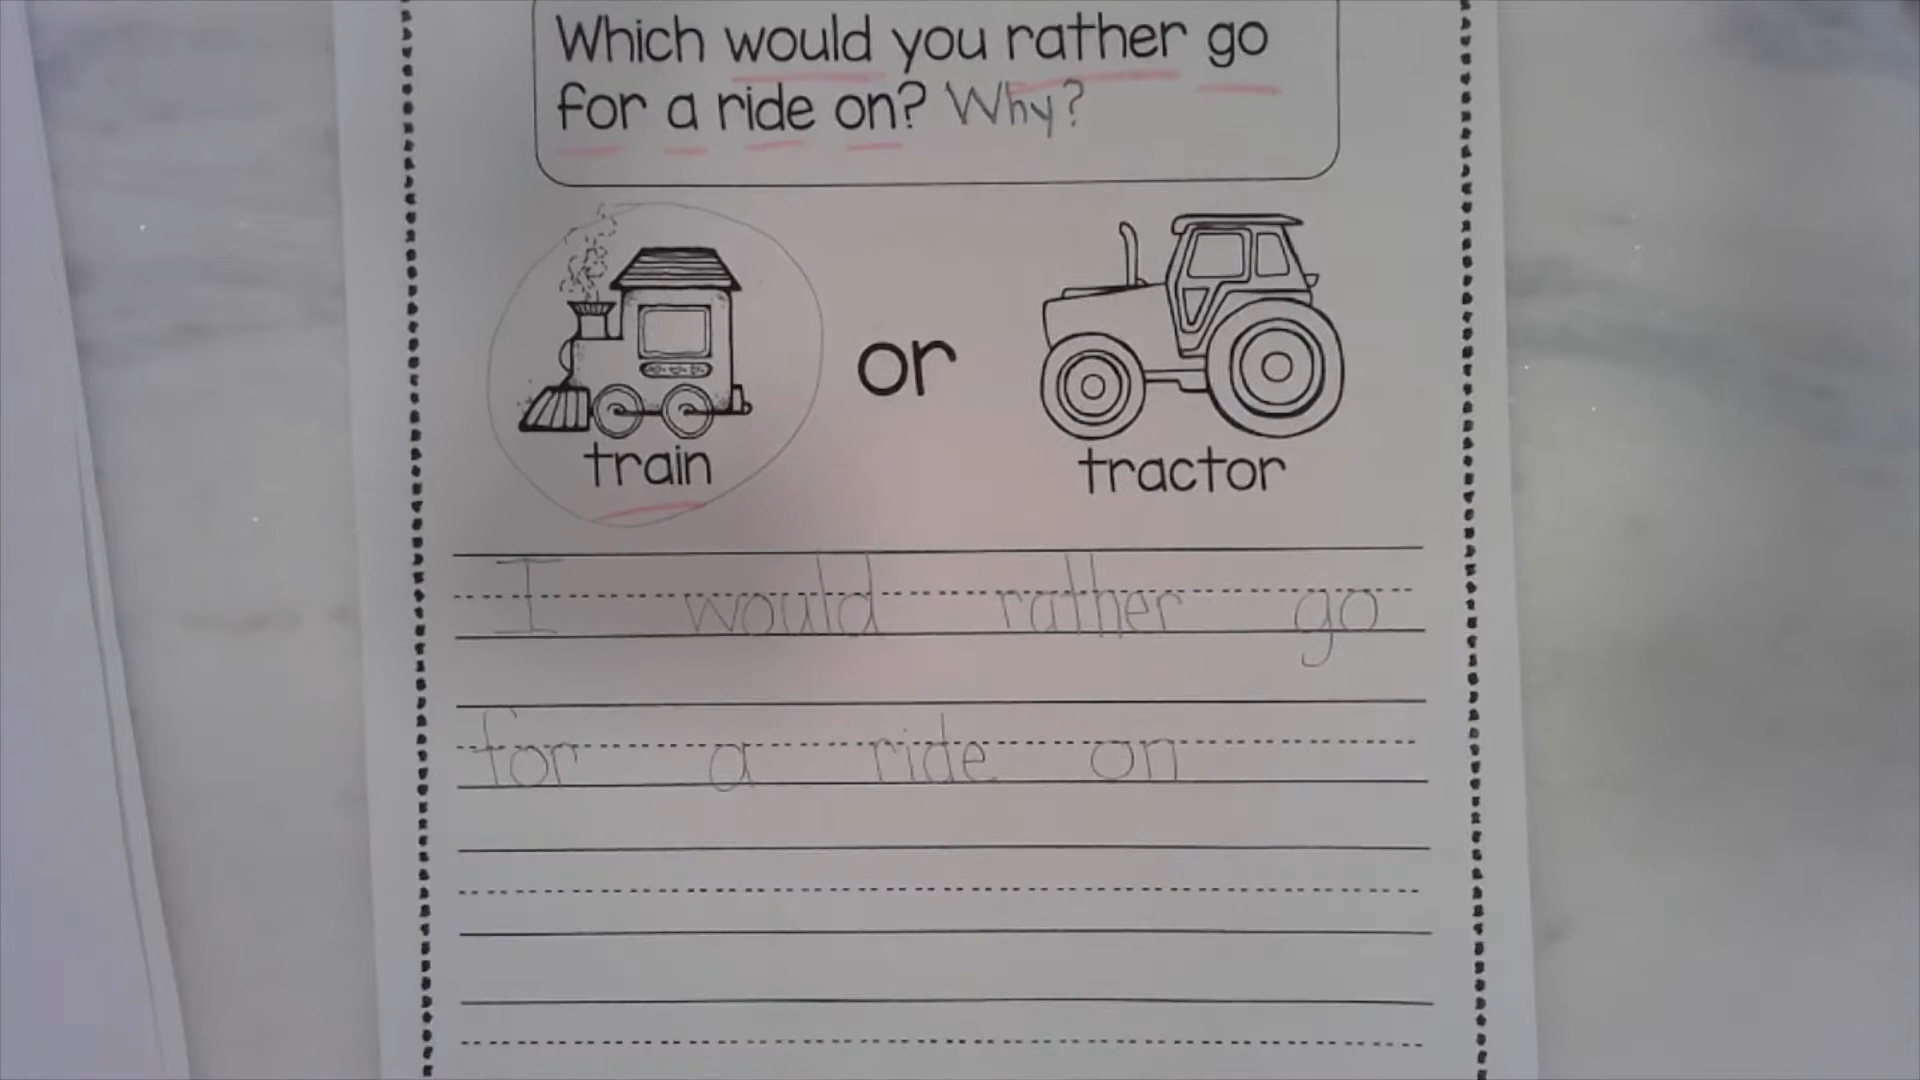 Which would you rather go
for a ride on? Why?
or
train
tractor
I would rather go
for a ride on